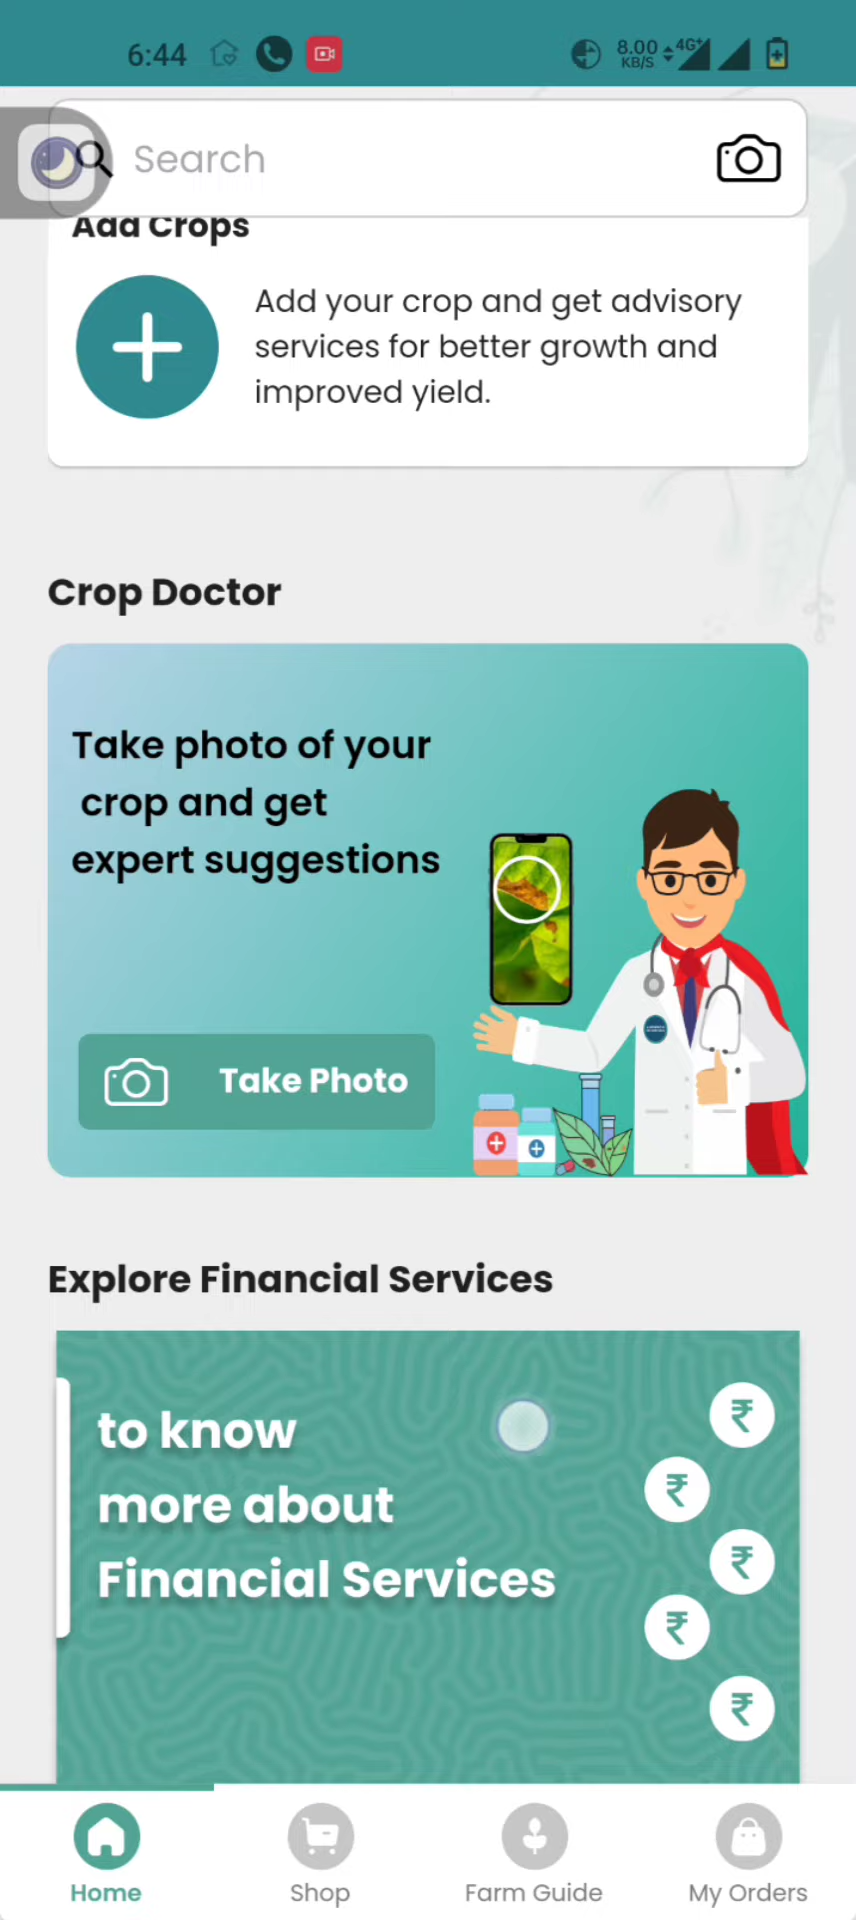 6:44
8.00
KB/S
4G+
Search
Add Crops
Add your crop and get advisory
services for better growth and
improved yield.
Crop Doctor
Take photo of your
crop and get
expert suggestions
Take Photo
Explore Financial Services
to know
more about
Financial Services
₹
₹
₹
₹
₹
Home
Shop
Farm Guide
My Orders